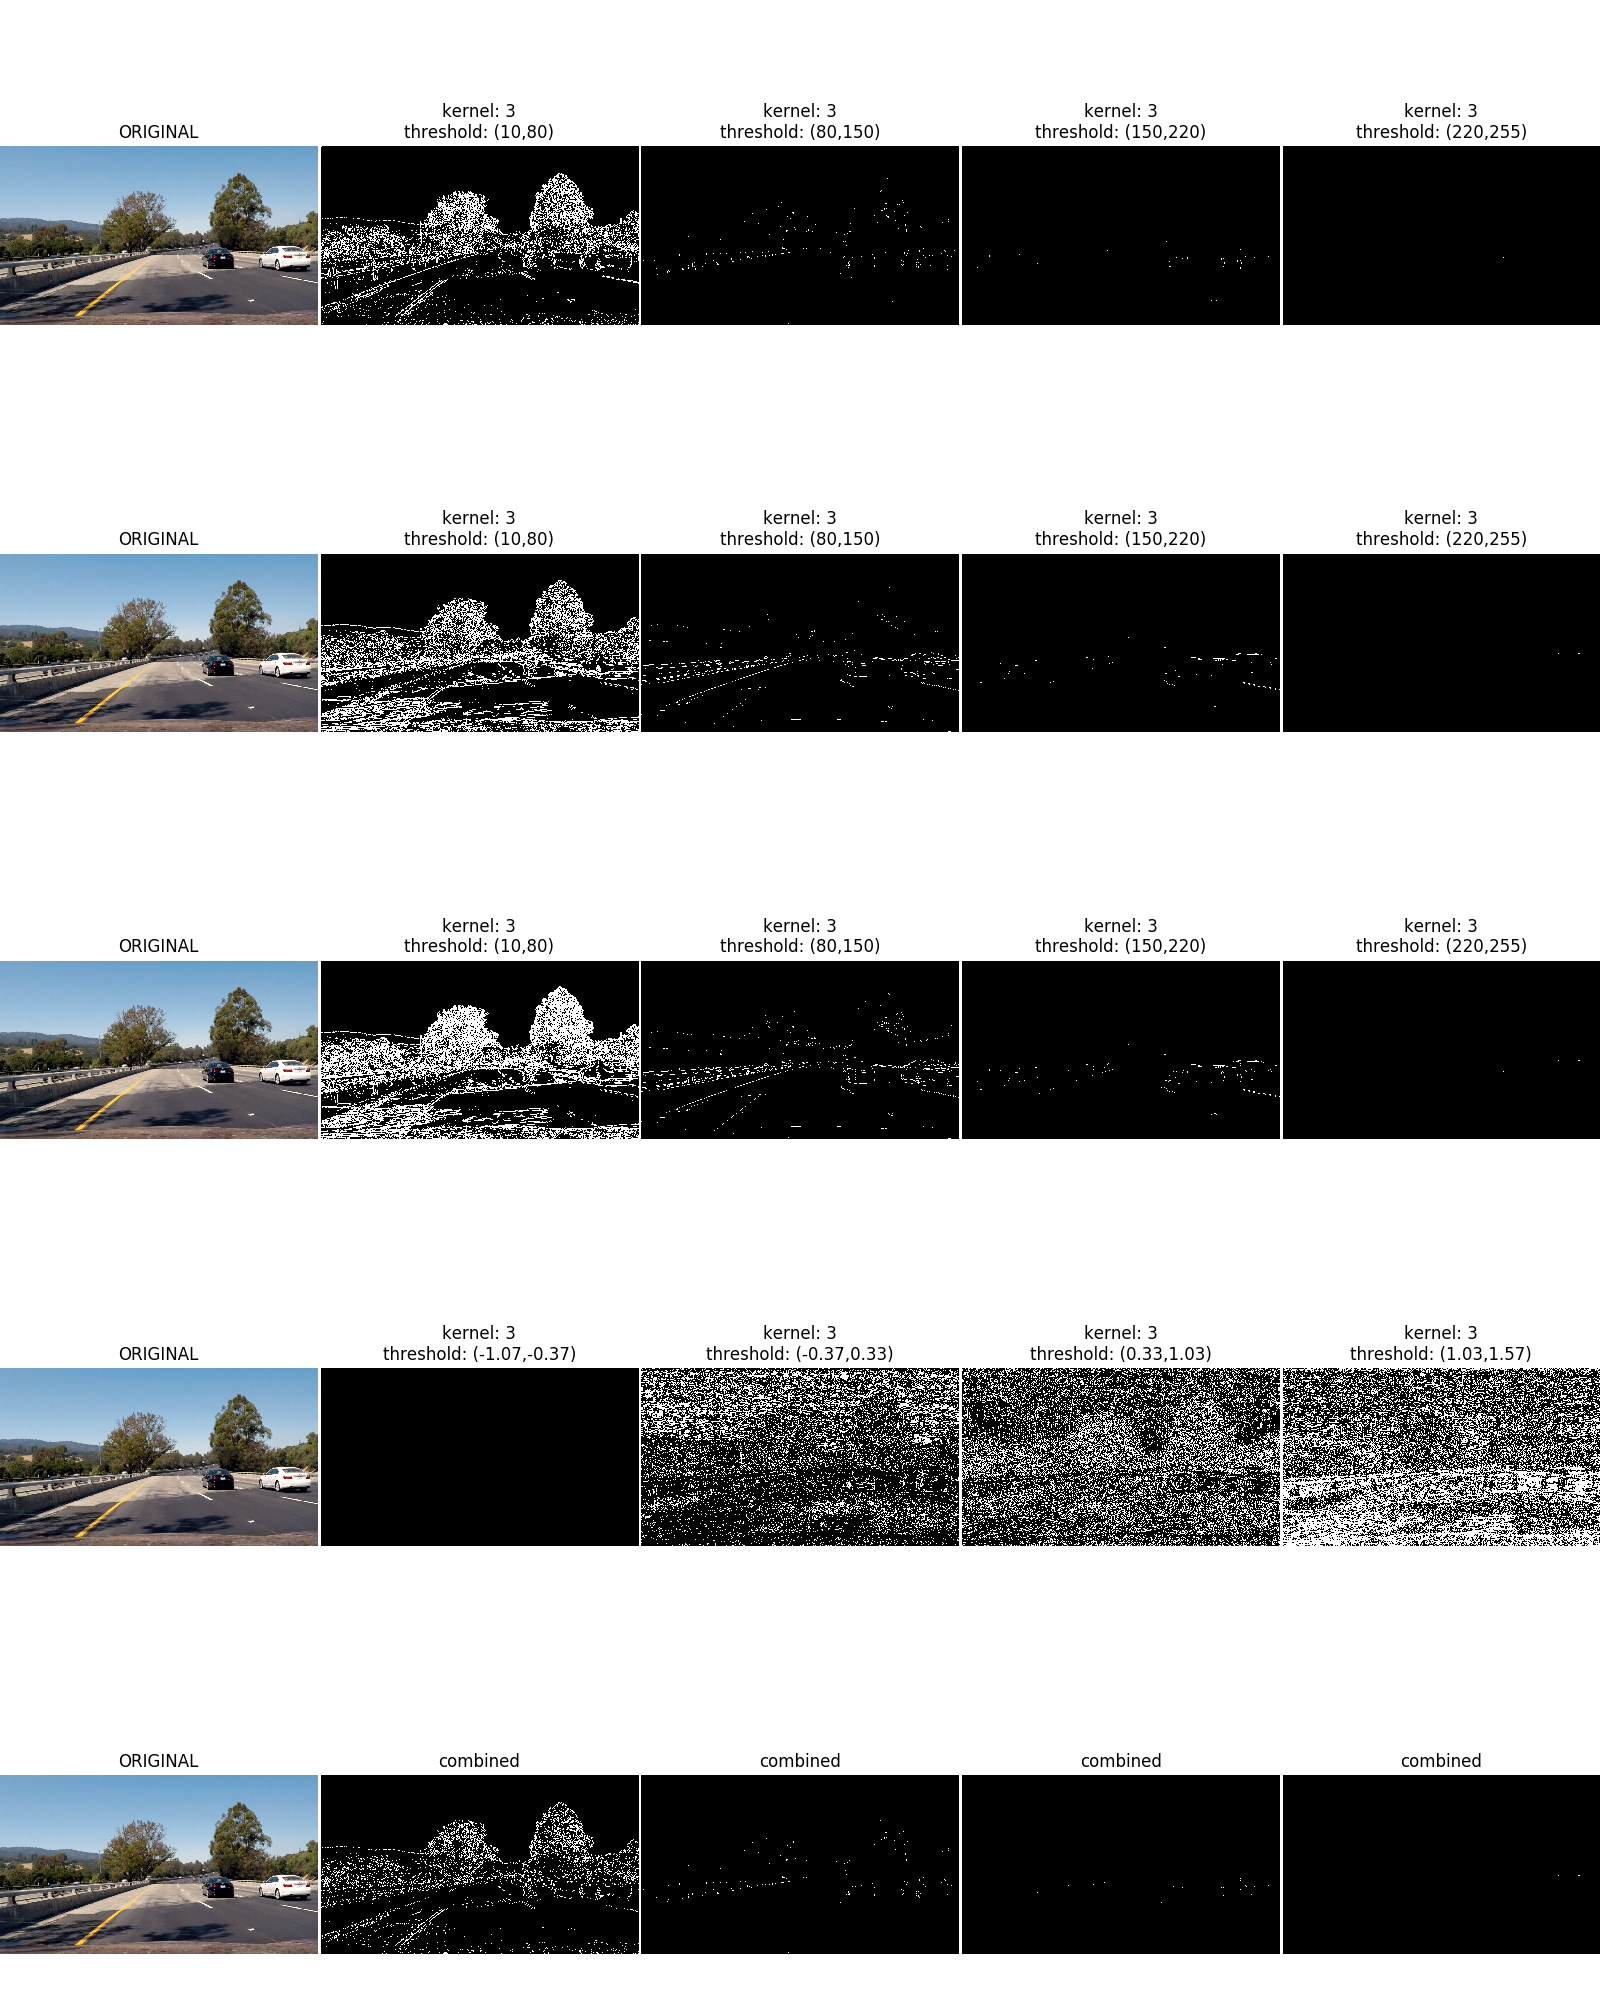 ORIGINAL
kernel: 3
threshold: (10,80)
kernel: 3
threshold: (80,150)
kernel: 3
threshold: (150,220)
kernel: 3
threshold: (220,255)
ORIGINAL
kernel: 3
threshold: (10,80)
kernel: 3
threshold: (80,150)
kernel: 3
threshold: (150,220)
kernel: 3
threshold: (220,255)
ORIGINAL
kernel: 3
threshold: (10,80)
kernel: 3
threshold: (80,150)
kernel: 3
threshold: (150,220)
kernel: 3
threshold: (220,255)
ORIGINAL
kernel: 3
threshold: (-1.07,-0.37)
kernel: 3
threshold: (-0.37,0.33)
kernel: 3
threshold: (0.33,1.03)
kernel: 3
threshold: (1.03,1.57)
ORIGINAL
combined
combined
combined
combined